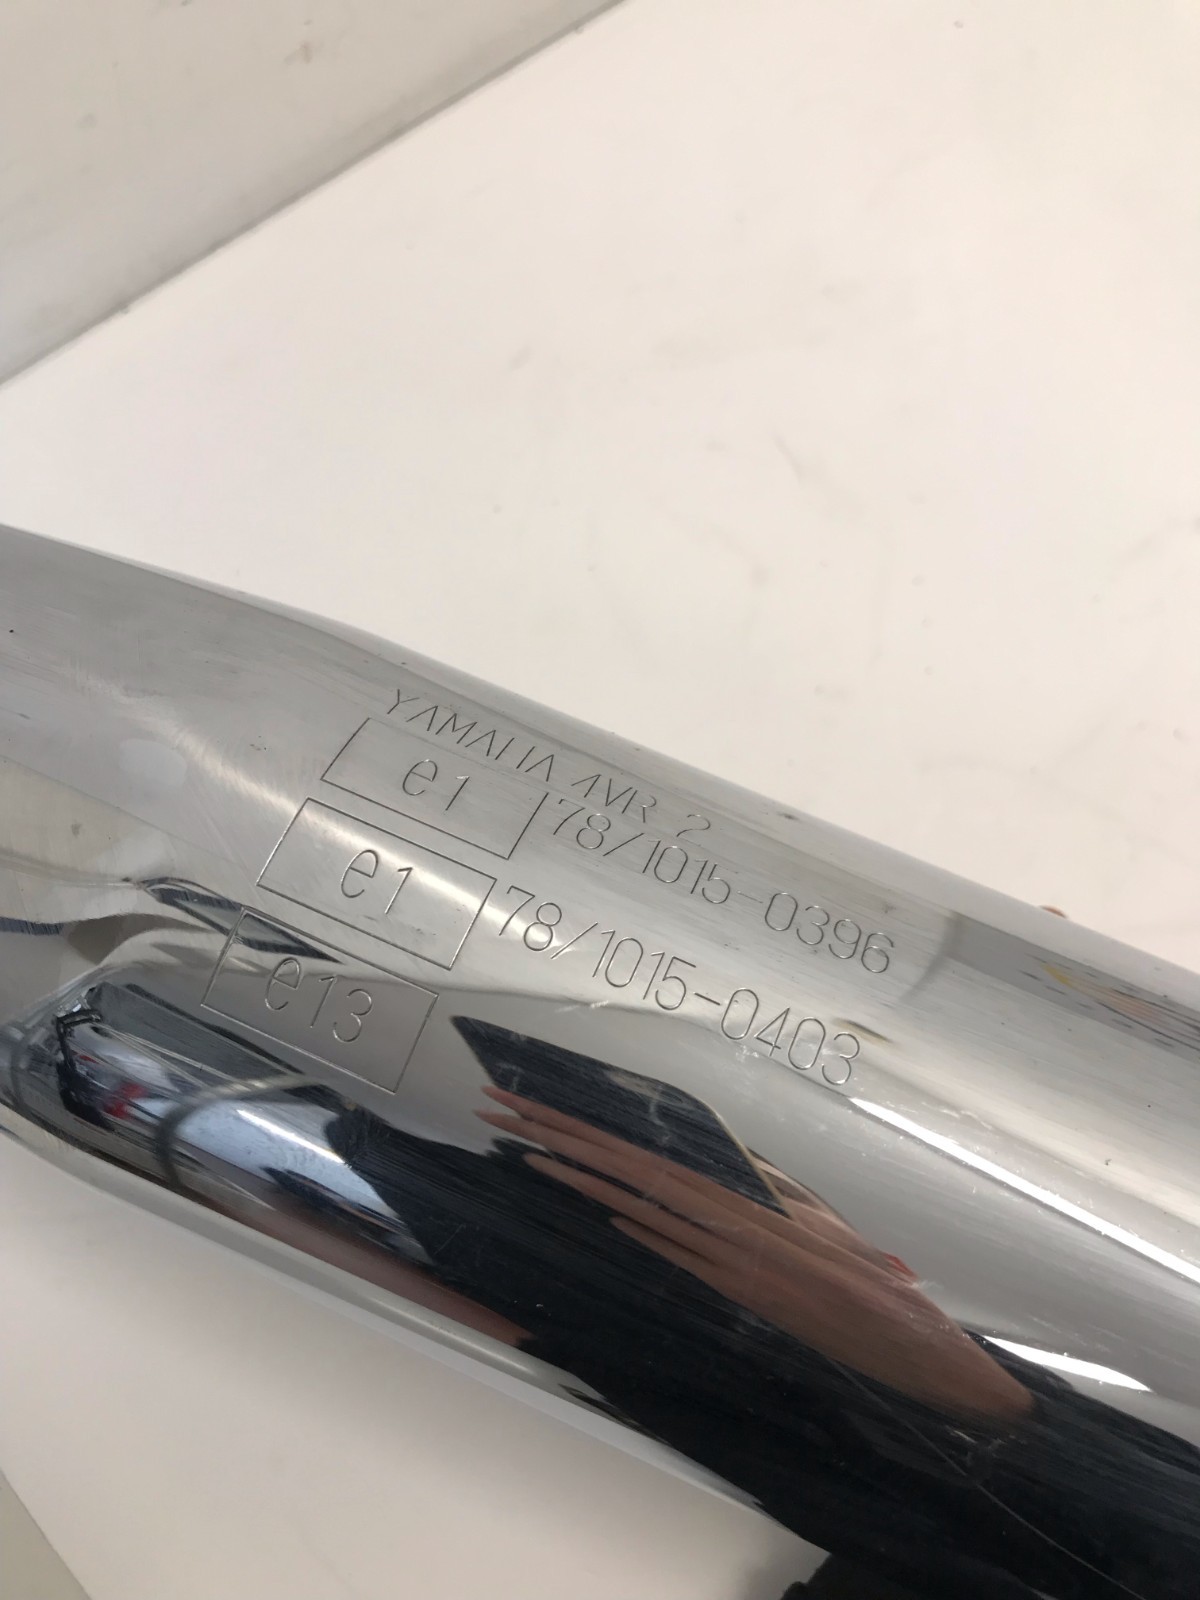 YAMAHA 4VR 2
e1 78/1015-0396
e1 78/1015-0403
e13